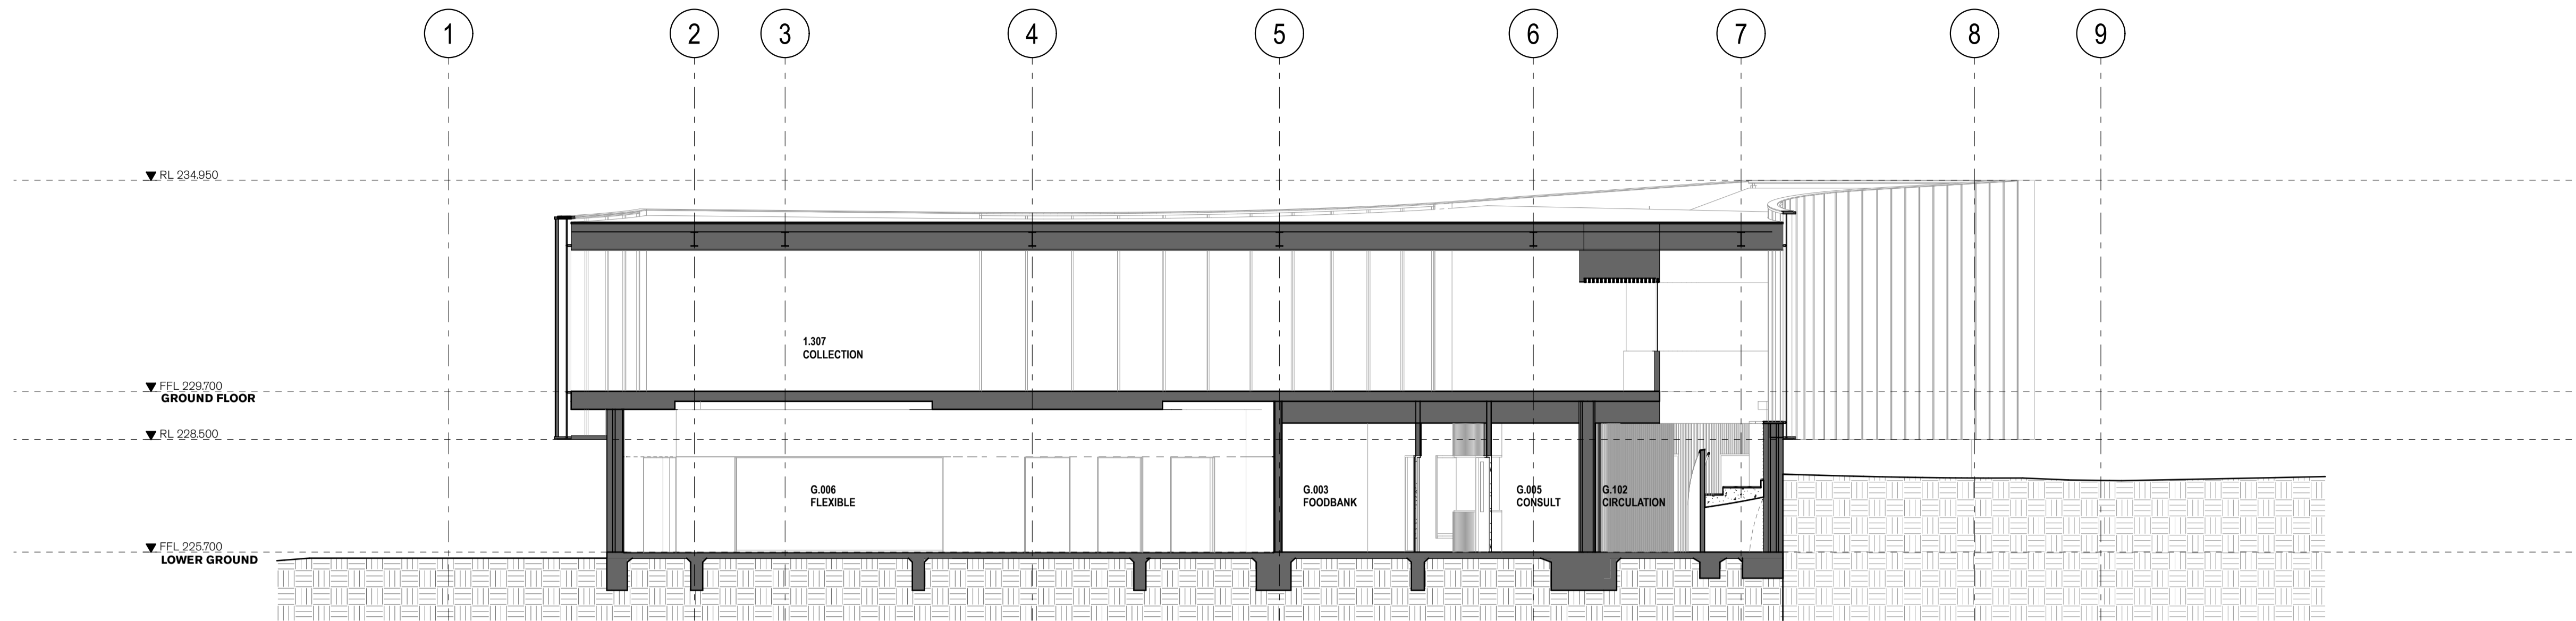 1
2
3
4
5
6
7
8
9
RL 234.950
1.307
COLLECTION
FFL 229.700
GROUND FLOOR
RL 228.500
G.006
FLEXIBLE
G.003
FOODBANK
G.005
CONSULT
G.102
CIRCULATION
FFL 225.700
LOWER GROUND